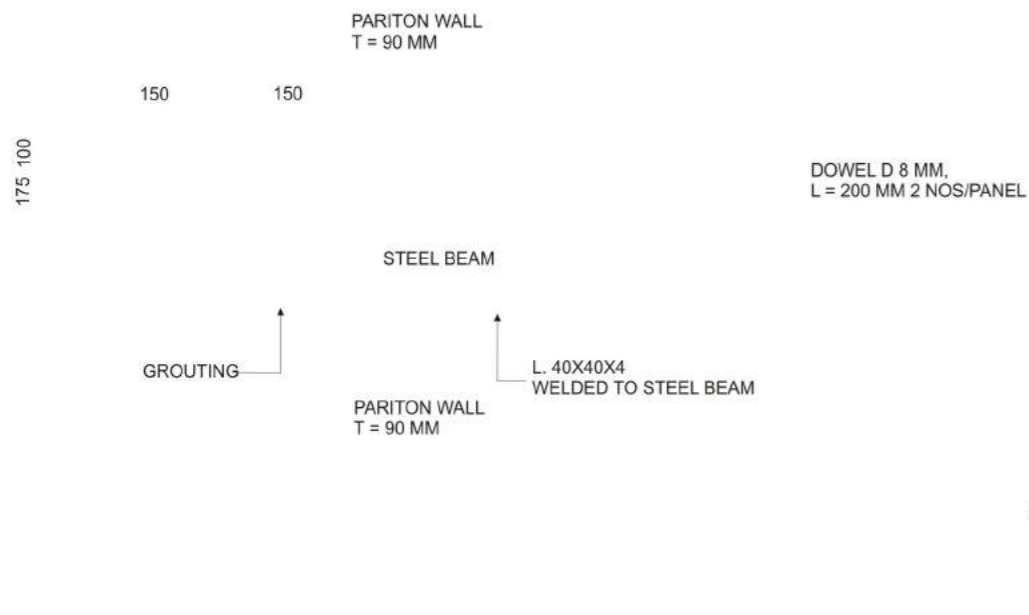 PARITON WALL
T = 90 MM
150
150
100
175
DOWEL D 8 MM,
L = 200 MM 2 NOS/PANEL
STEEL BEAM
GROUTING
L. 40X40X4
WELDED TO STEEL BEAM
PARITON WALL
T = 90 MM